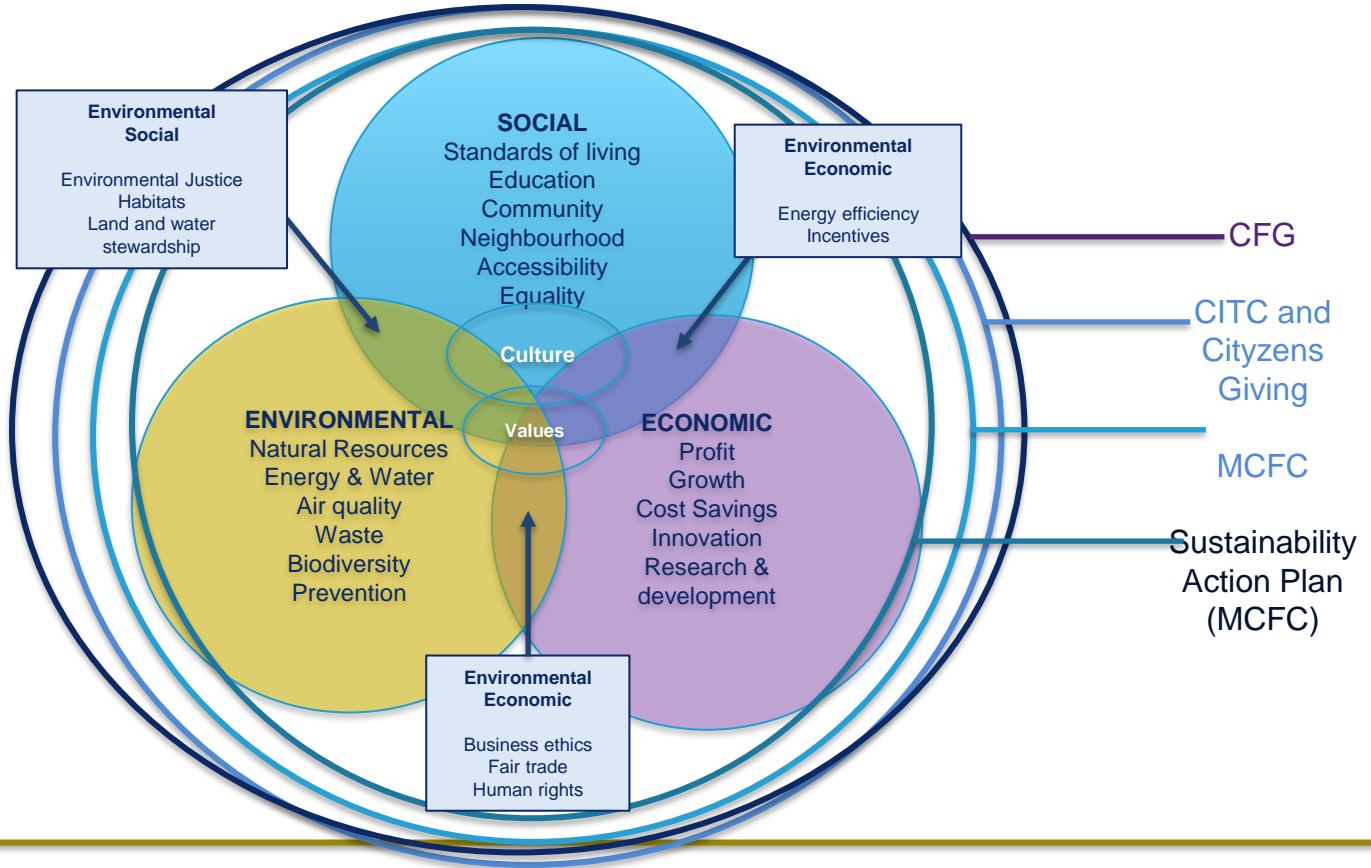 Environmental
Social
Environmental Justice
Habitats
Land and water
stewardship
SOCIAL
Standards of living
Education
Community
Neighbourhood
Accessibility
Equality
Environmental
Economic
Energy efficiency
Incentives
Culture
Values
ENVIRONMENTAL
Natural Resources
Energy & Water
Air quality
Waste
Biodiversity
Prevention
ECONOMIC
Profit
Growth
Cost Savings
Innovation
Research &
development
Environmental
Economic
Business ethics
Fair trade
Human rights
CFG
CITC and
Cityzens
Giving
MCFC
Sustainability
Action Plan
(MCFC)